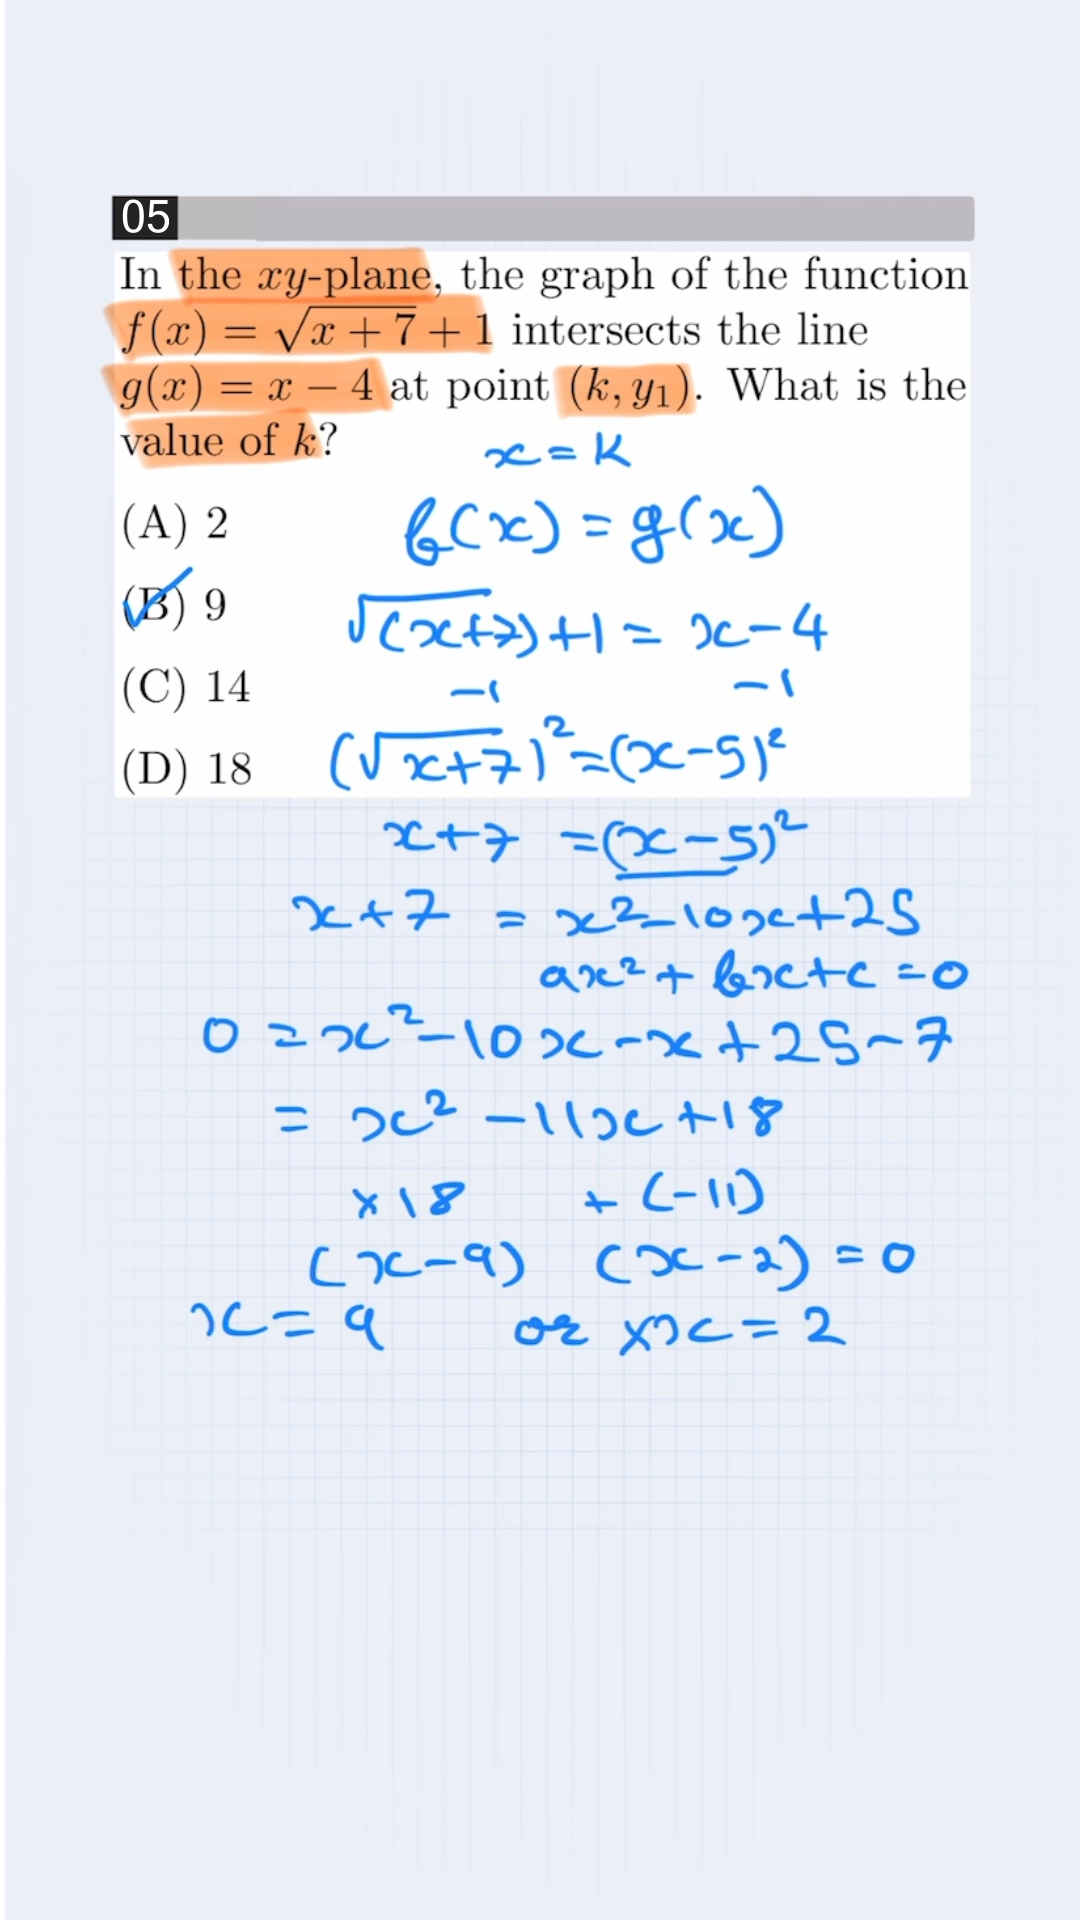 05
In the xy-plane, the graph of the function
f(x) = √(x + 7) + 1 intersects the line
g(x) = x − 4 at point (k, y₁). What is the
value of k?
x = k
(A) 2
f(x) = g(x)
(B) 9
√(x+7) + 1 = x − 4
(C) 14
−1 −1
(D) 18
(√x+7)² = (x−5)²
x + 7 = (x − 5)²
x + 7 = x² − 10x + 25
ax² + bx + c = 0
0 = x² − 10x − x + 25 − 7
= x² − 11x + 18
× 18 + (−11)
(x − 9) (x − 2) = 0
x = 9 or ×x = 2